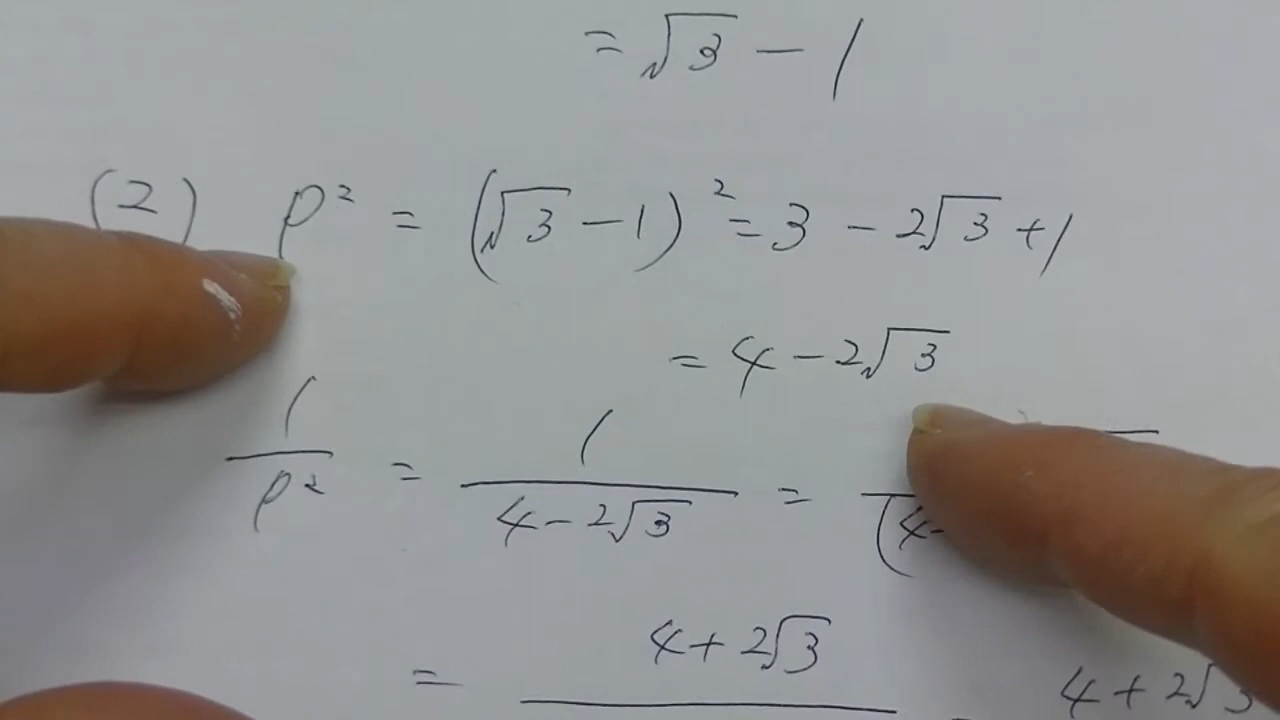 = √3 − 1
(2) P² = (√3 − 1)² = 3 − 2√3 + 1
= 4 − 2√3
1/P² = 1/(4 − 2√3) = (4−
= 4 + 2√3
4 + 2√3